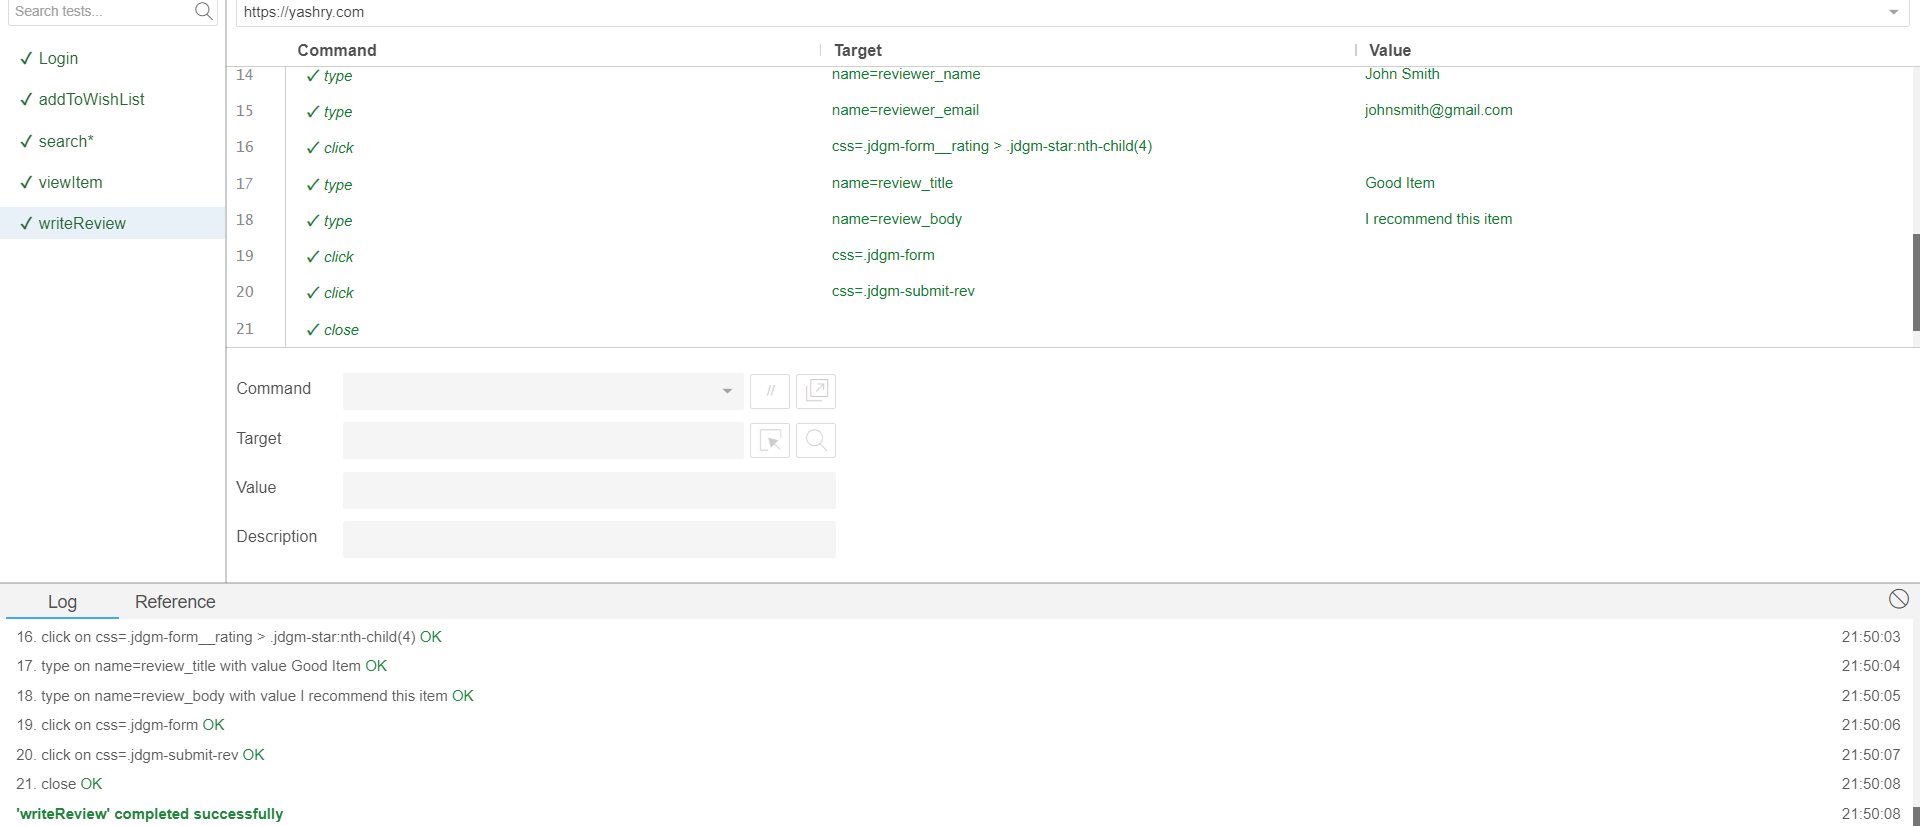 Search tests...
https://yashry.com
✓ Login
✓ addToWishList
✓ search*
✓ viewItem
✓ writeReview
Command Target Value
14 ✓ type name=reviewer_name John Smith
15 ✓ type name=reviewer_email johnsmith@gmail.com
16 ✓ click css=.jdgm-form__rating > .jdgm-star:nth-child(4)
17 ✓ type name=review_title Good Item
18 ✓ type name=review_body I recommend this item
19 ✓ click css=.jdgm-form
20 ✓ click css=.jdgm-submit-rev
21 ✓ close
Command //
Target
Value
Description
Log Reference
16. click on css=.jdgm-form__rating > .jdgm-star:nth-child(4) OK 21:50:03
17. type on name=review_title with value Good Item OK 21:50:04
18. type on name=review_body with value I recommend this item OK 21:50:05
19. click on css=.jdgm-form OK 21:50:06
20. click on css=.jdgm-submit-rev OK 21:50:07
21. close OK 21:50:08
'writeReview' completed successfully 21:50:08